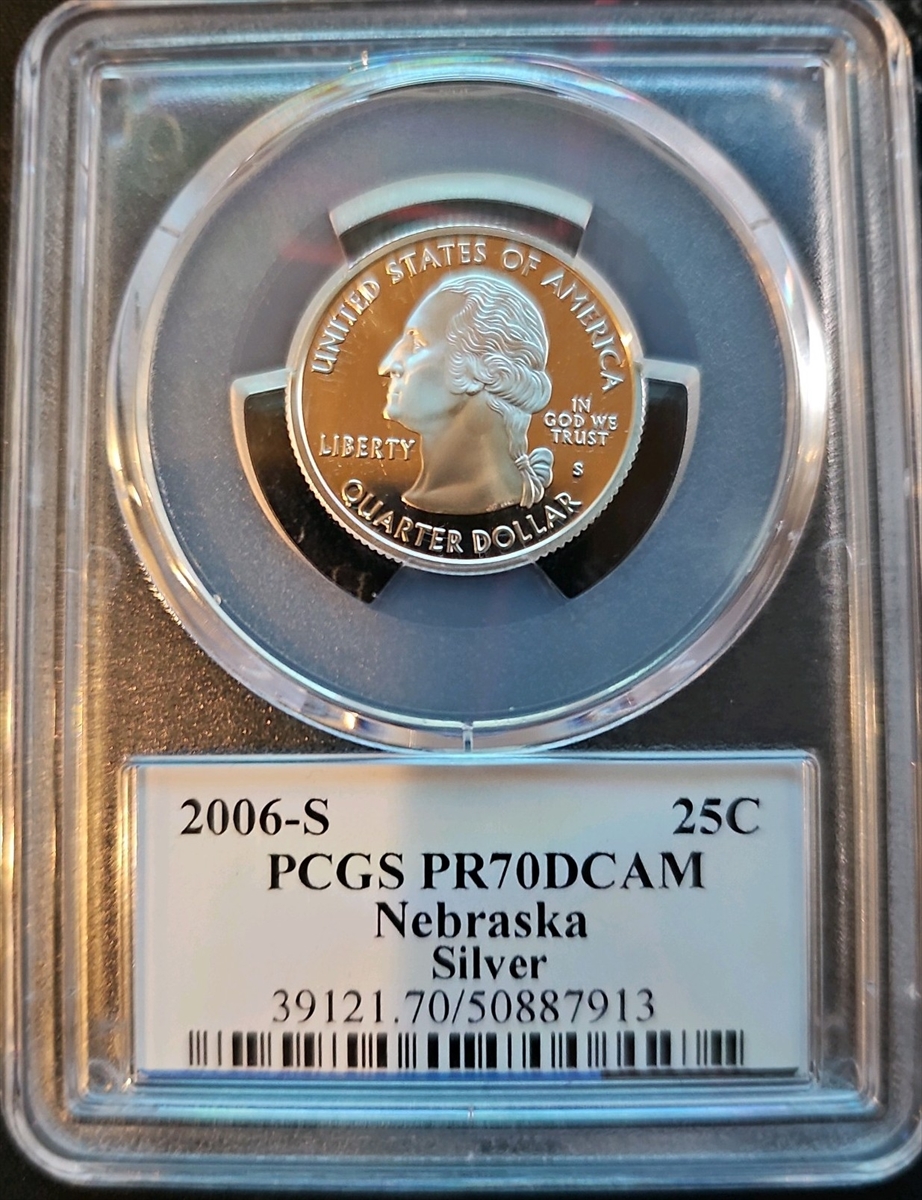 UNITED STATES OF AMERICA
IN
GOD WE
TRUST
LIBERTY
S
QUARTER DOLLAR
2006-S 25C
PCGS PR70DCAM
Nebraska
Silver
39121.70/50887913